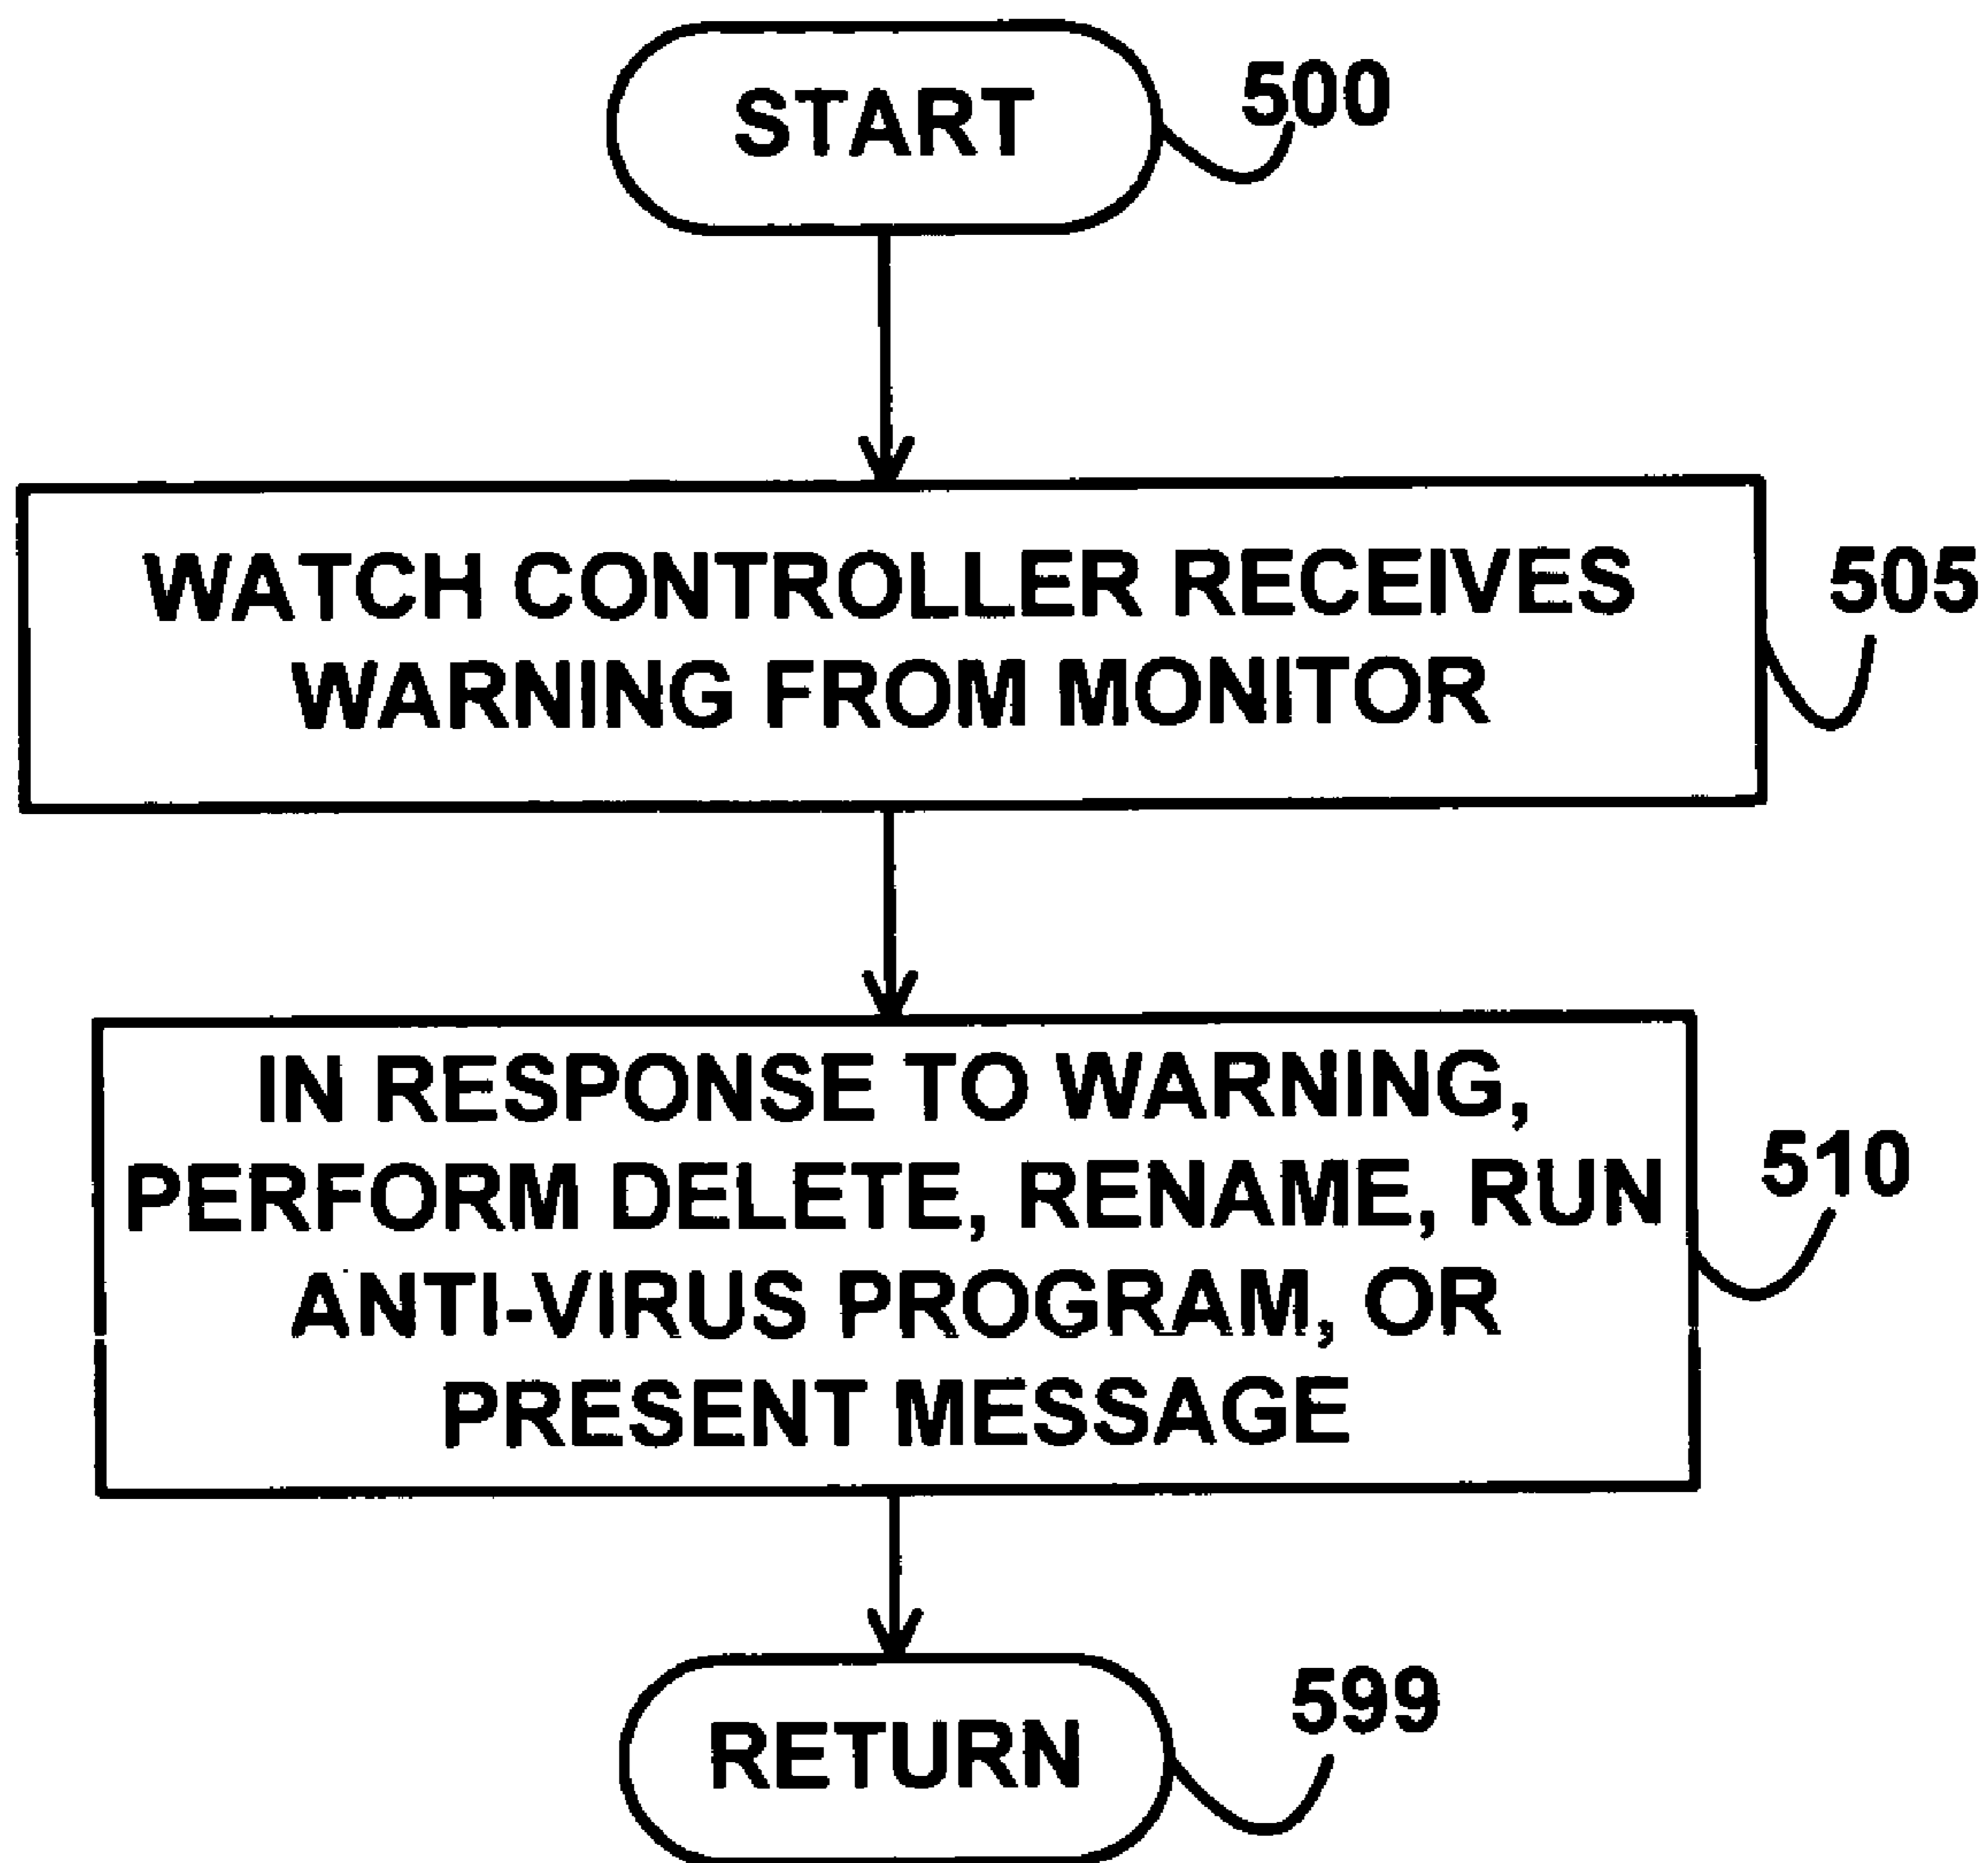 START
500
WATCH CONTROLLER RECEIVES
WARNING FROM MONITOR
505
IN RESPONSE TO WARNING,
PERFORM DELETE, RENAME, RUN
ANTI-VIRUS PROGRAM, OR
PRESENT MESSAGE
510
RETURN
599